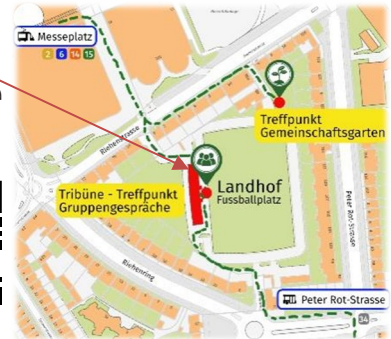 Messeplatz
2 6 14 15
Treffpunkt
Gemeinschaftsgarten
Riehenstrasse
Tribüne - Treffpunkt
Gruppengespräche
Landhof
Fussballplatz
Peter Rot-Strasse
Riehenring
Peter Rot-Strasse
34